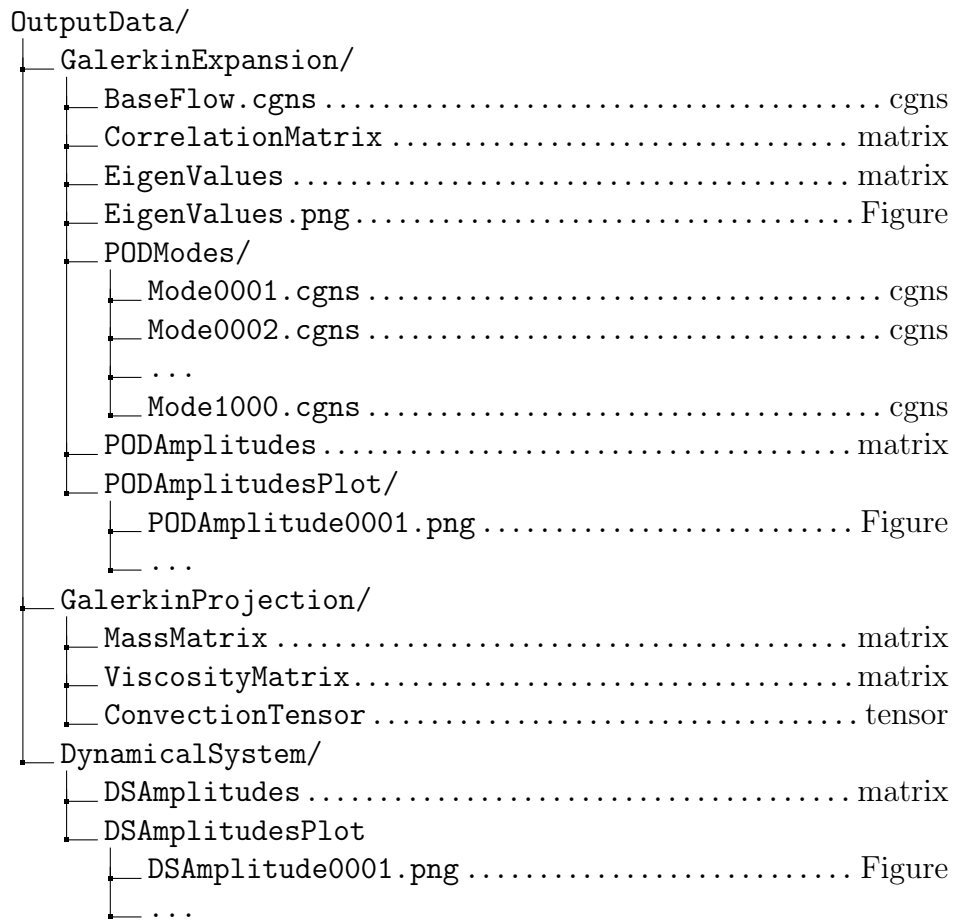 OutputData/
GalerkinExpansion/
BaseFlow.cgns ..................................... cgns
CorrelationMatrix ................................ matrix
EigenValues ....................................... matrix
EigenValues.png ................................... Figure
PODModes/
Mode0001.cgns .................................... cgns
Mode0002.cgns .................................... cgns
...
Mode1000.cgns .................................... cgns
PODAmplitudes ..................................... matrix
PODAmplitudesPlot/
PODAmplitude0001.png .......................... Figure
...
GalerkinProjection/
MassMatrix ........................................ matrix
ViscosityMatrix ................................... matrix
ConvectionTensor .................................. tensor
DynamicalSystem/
DSAmplitudes ...................................... matrix
DSAmplitudesPlot
DSAmplitude0001.png ........................... Figure
...